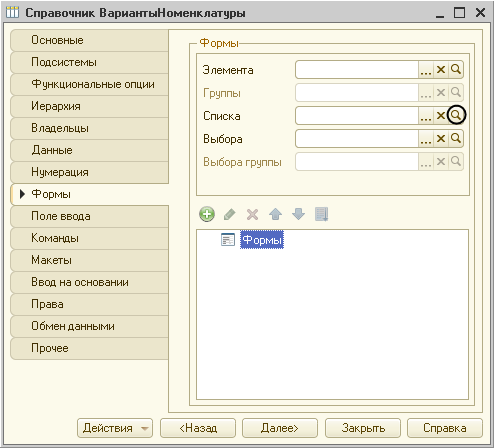 Справочник ВариантыНоменклатуры
Основные
Подсистемы
Функциональные опции
Иерархия
Владельцы
Данные
Нумерация
Формы
Поле ввода
Команды
Макеты
Ввод на основании
Права
Обмен данными
Прочее
Формы
Элемента
Группы
Списка
Выбора
Выбора группы
Формы
Действия
<Назад
Далее>
Закрыть
Справка